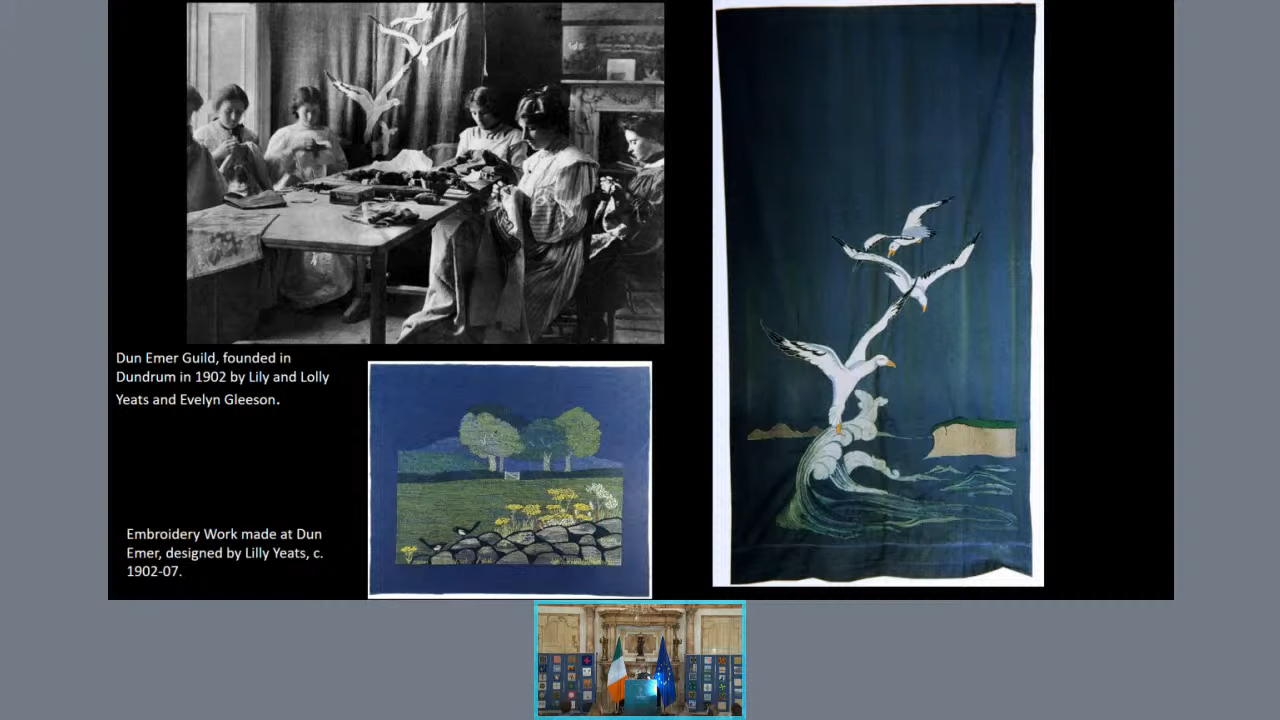 Dun Emer Guild, founded in
Dundrum in 1902 by Lily and Lolly
Yeats and Evelyn Gleeson.
Embroidery Work made at Dun
Emer, designed by Lilly Yeats, c.
1902-07.